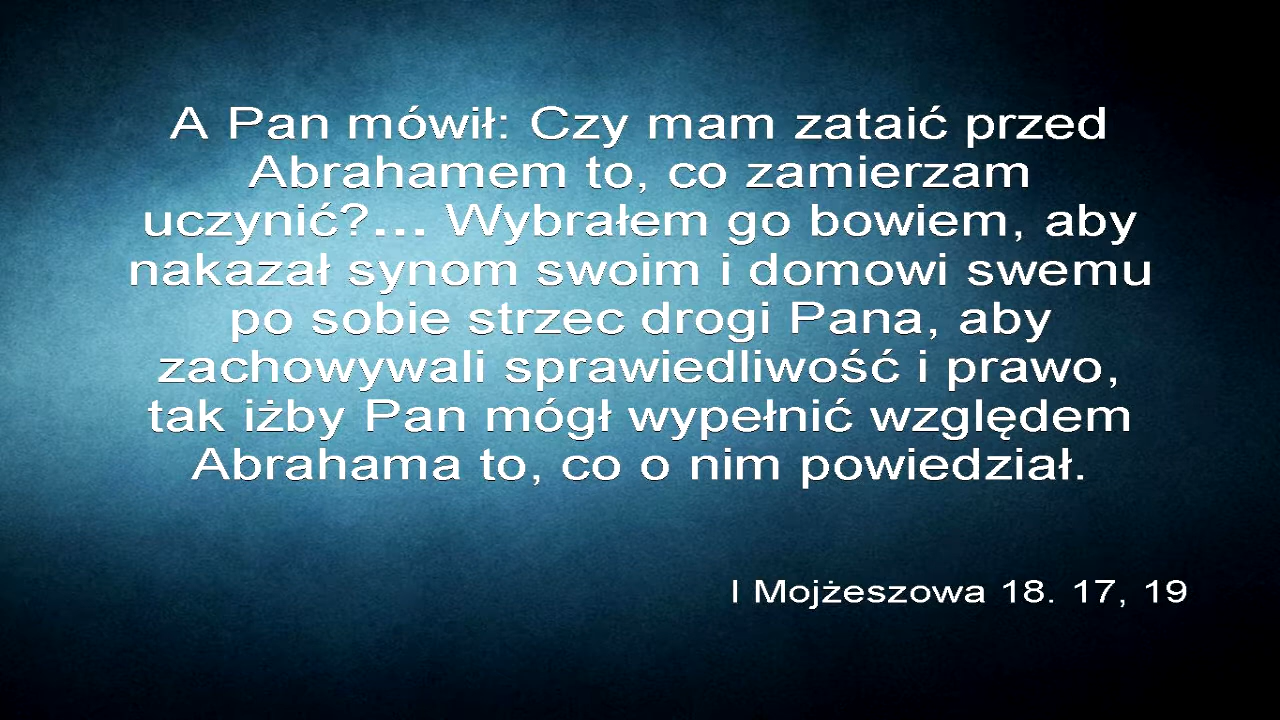 A Pan mówił: Czy mam zataić przed
Abrahamem to, co zamierzam
uczynić?... Wybrałem go bowiem, aby
nakazał synom swoim i domowi swemu
po sobie strzec drogi Pana, aby
zachowywali sprawiedliwość i prawo,
tak iżby Pan mógł wypełnić względem
Abrahama to, co o nim powiedział.
I Mojżeszowa 18. 17, 19